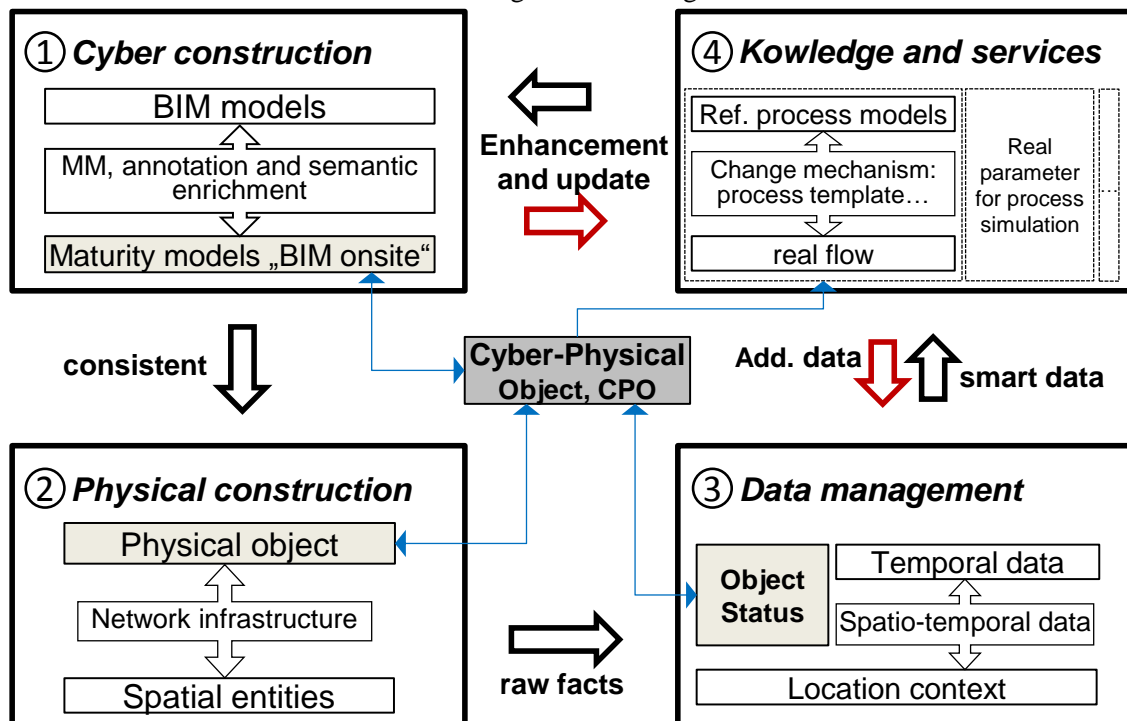 ① Cyber construction
BIM models
MM, annotation and semantic
enrichment
Maturity models „BIM onsite“
④ Kowledge and services
Ref. process models
Change mechanism:
process template…
real flow
Real
parameter
for process
simulation
Enhancement
and update
consistent
Cyber-Physical
Object, CPO
Add. data
smart data
② Physical construction
Physical object
Network infrastructure
Spatial entities
raw facts
③ Data management
Object
Status
Temporal data
Spatio-temporal data
Location context